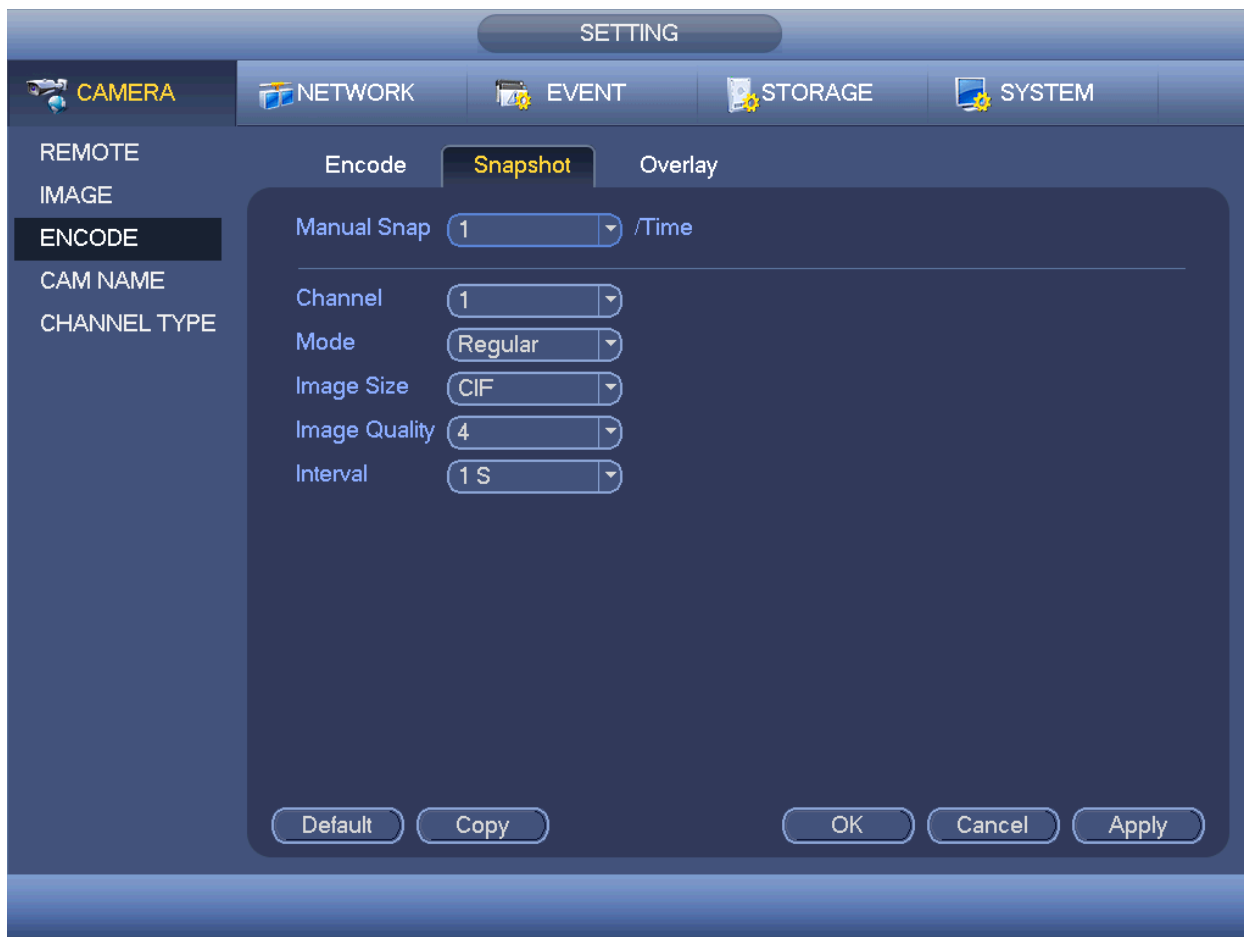 SETTING
CAMERA NETWORK EVENT STORAGE SYSTEM
REMOTE
IMAGE
ENCODE
CAM NAME
CHANNEL TYPE
Encode Snapshot Overlay
Manual Snap 1 /Time
Channel 1
Mode Regular
Image Size CIF
Image Quality 4
Interval 1 S
Default Copy OK Cancel Apply